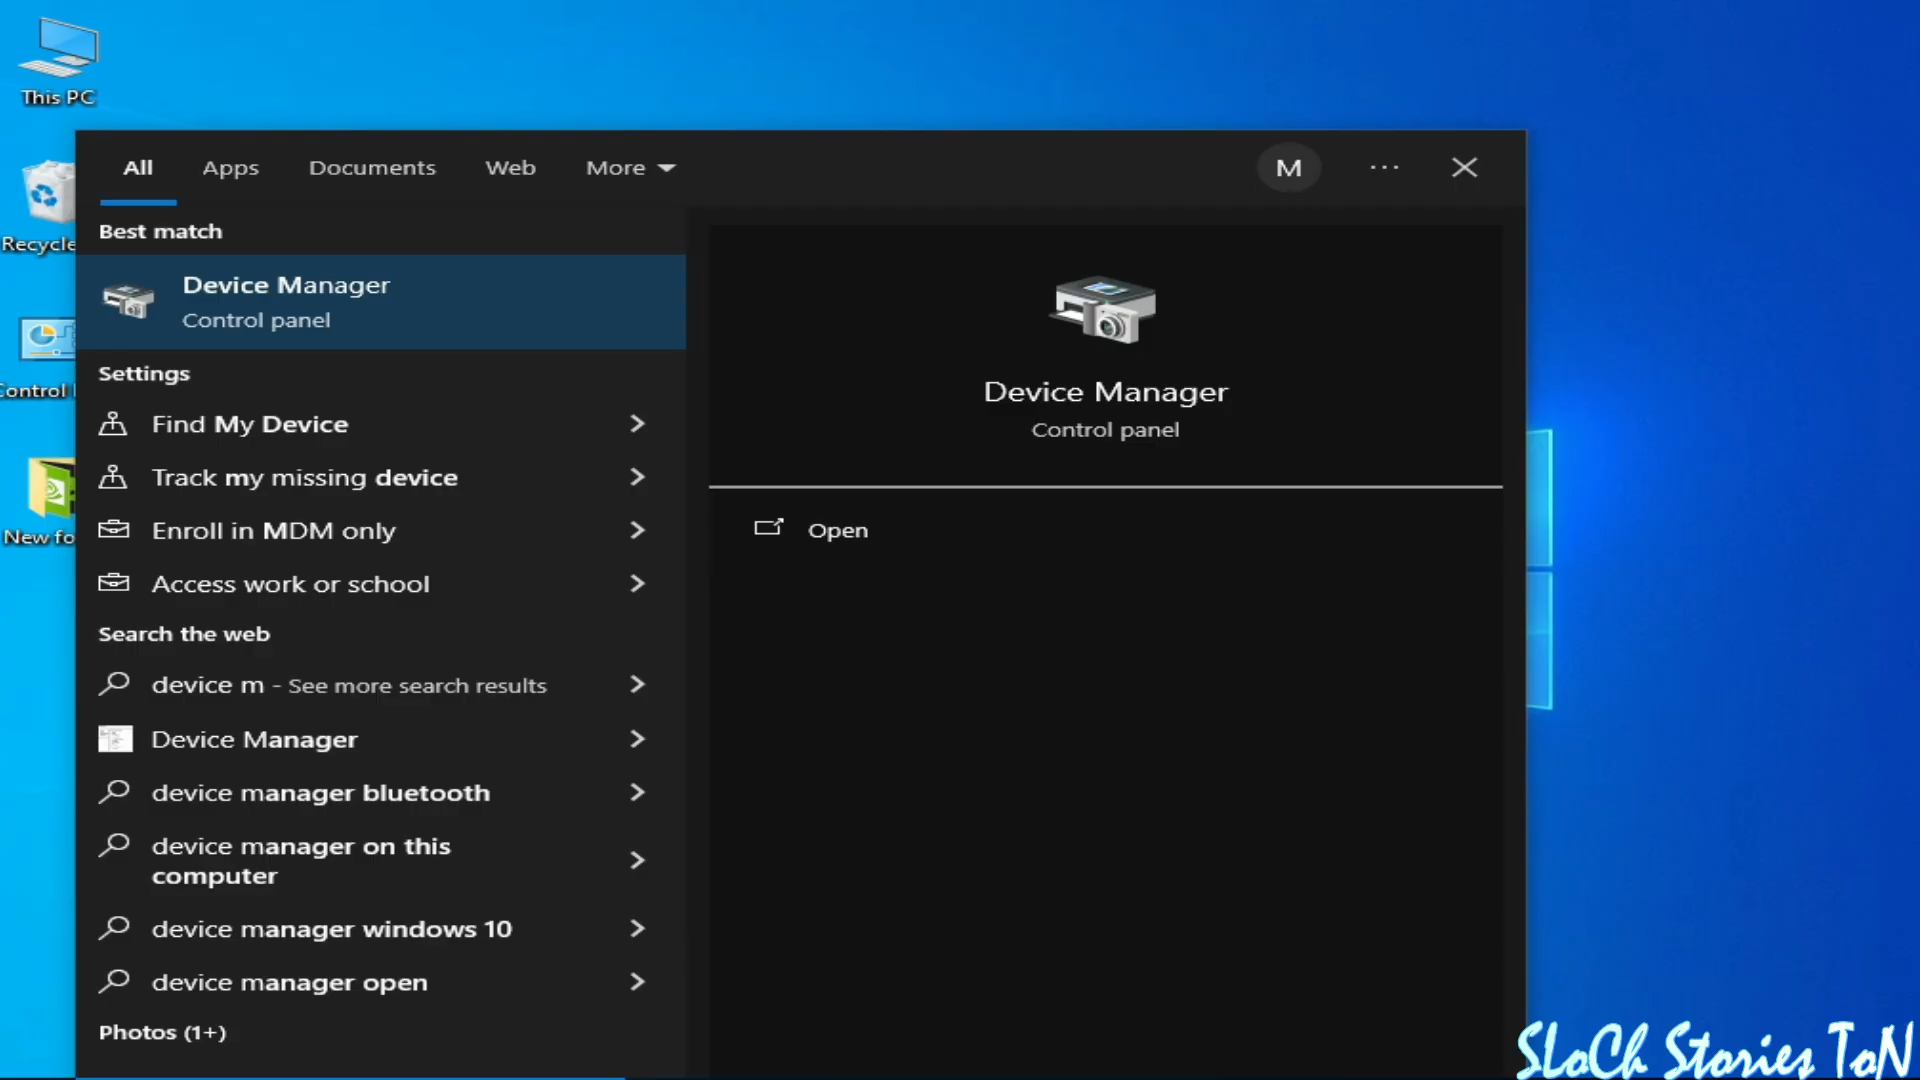 This PC
All Apps Documents Web More M ...
Best match
Recycle
Device Manager
Control panel
Device Manager
Control panel
Settings
Control
Find My Device
Track my missing device
New fo
Enroll in MDM only
Open
Access work or school
Search the web
device m - See more search results
Device Manager
device manager bluetooth
device manager on this
computer
device manager windows 10
device manager open
Photos (1+)
SLoCh Stories ToN